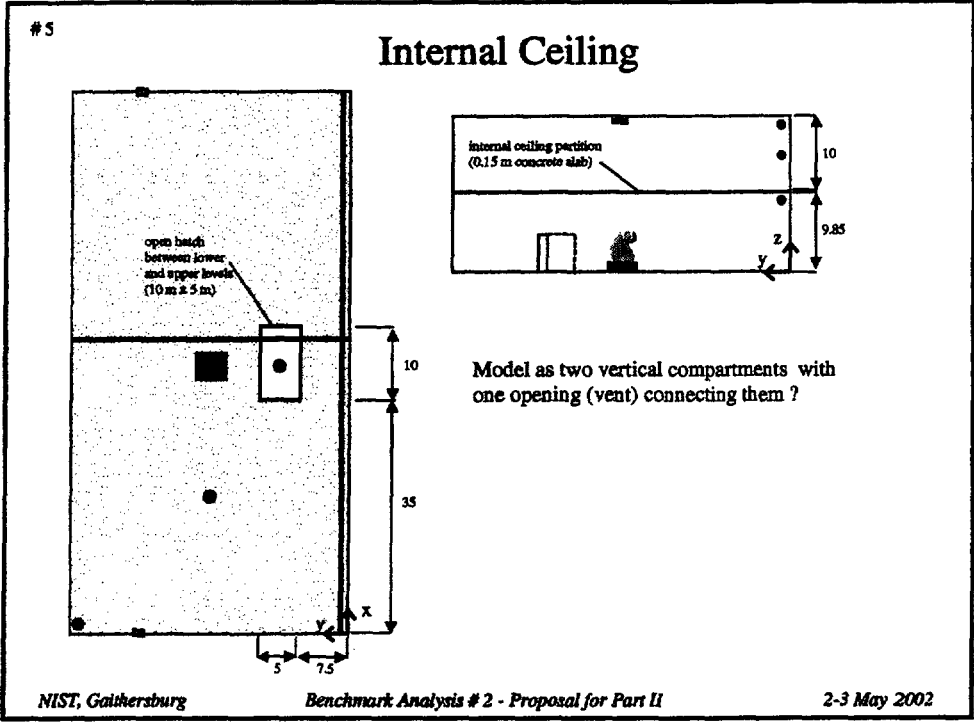 #5
Internal Ceiling
open hatch
between lower
and upper levels
(10 m x 5 m)
10
35
X
Y
5
7.5
internal ceiling partition
(0.15 m concrete slab)
10
9.85
z
y
Model as two vertical compartments with
one opening (vent) connecting them ?
NIST, Gaithersburg
Benchmark Analysis # 2 - Proposal for Part II
2-3 May 2002